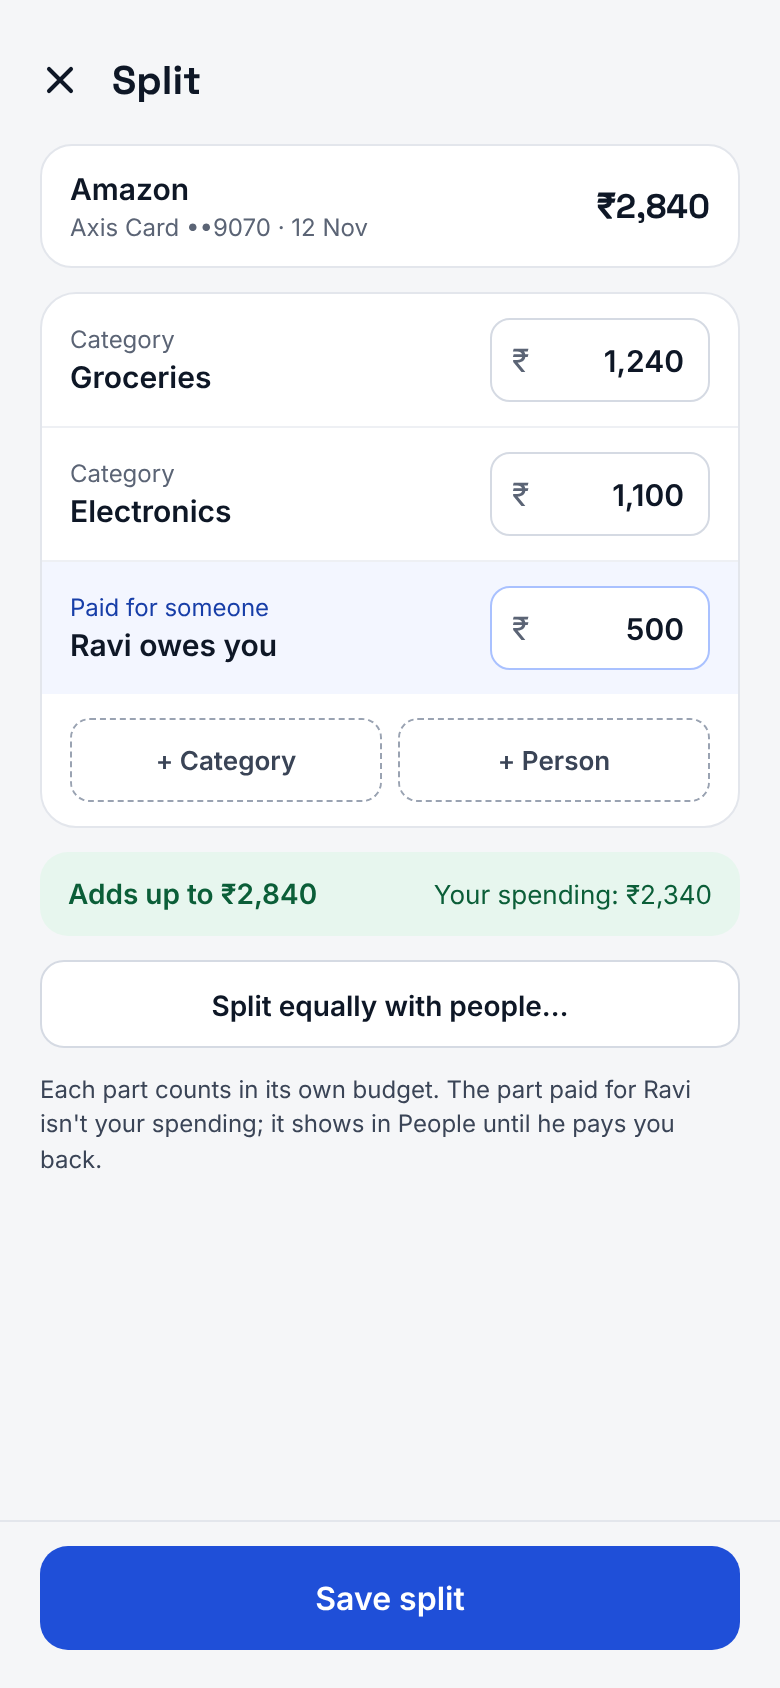 Split
Amazon
₹2,840
Axis Card ••9070 · 12 Nov
Category
Groceries
₹ 1,240
Category
Electronics
₹ 1,100
Paid for someone
Ravi owes you
₹ 500
+ Category
+ Person
Adds up to ₹2,840
Your spending: ₹2,340
Split equally with people...
Each part counts in its own budget. The part paid for Ravi
isn't your spending; it shows in People until he pays you
back.
Save split